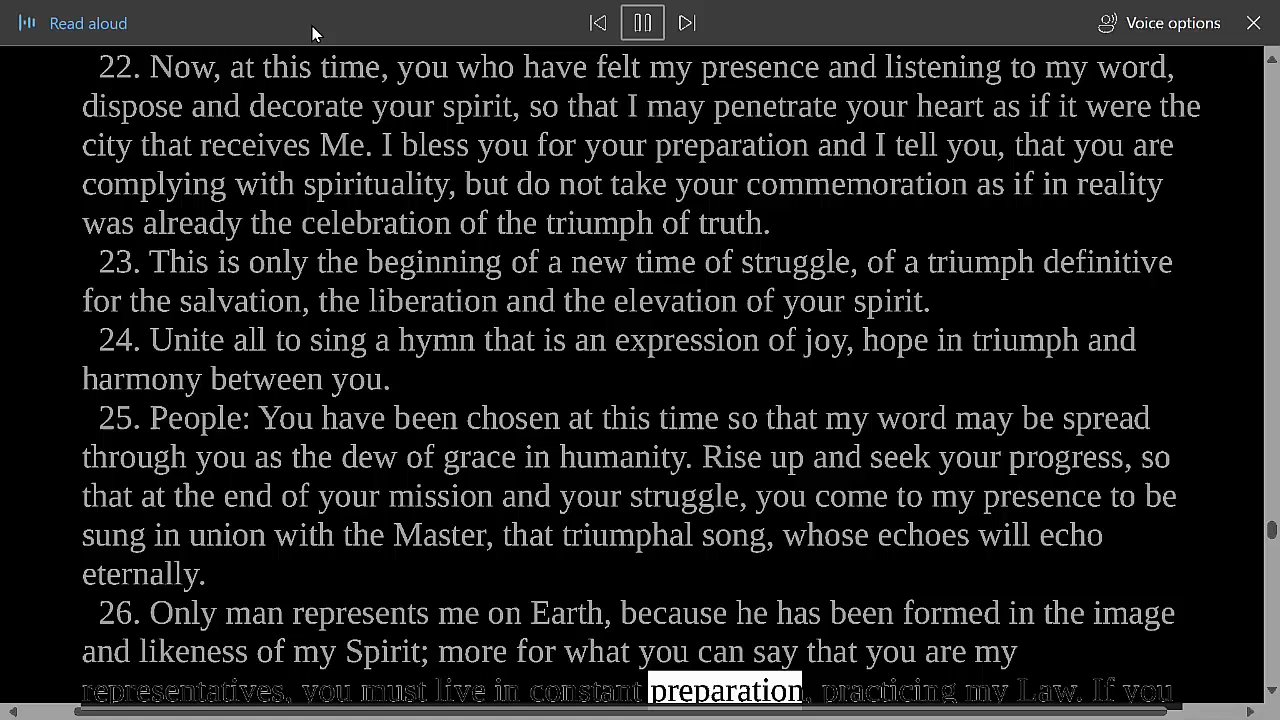 Read aloud
Voice options
22. Now, at this time, you who have felt my presence and listening to my word,
dispose and decorate your spirit, so that I may penetrate your heart as if it were the
city that receives Me. I bless you for your preparation and I tell you, that you are
complying with spirituality, but do not take your commemoration as if in reality
was already the celebration of the triumph of truth.
23. This is only the beginning of a new time of struggle, of a triumph definitive
for the salvation, the liberation and the elevation of your spirit.
24. Unite all to sing a hymn that is an expression of joy, hope in triumph and
harmony between you.
25. People: You have been chosen at this time so that my word may be spread
through you as the dew of grace in humanity. Rise up and seek your progress, so
that at the end of your mission and your struggle, you come to my presence to be
sung in union with the Master, that triumphal song, whose echoes will echo
eternally.
26. Only man represents me on Earth, because he has been formed in the image
and likeness of my Spirit; more for what you can say that you are my
representatives, you must live in constant preparation, practicing my Law. If you